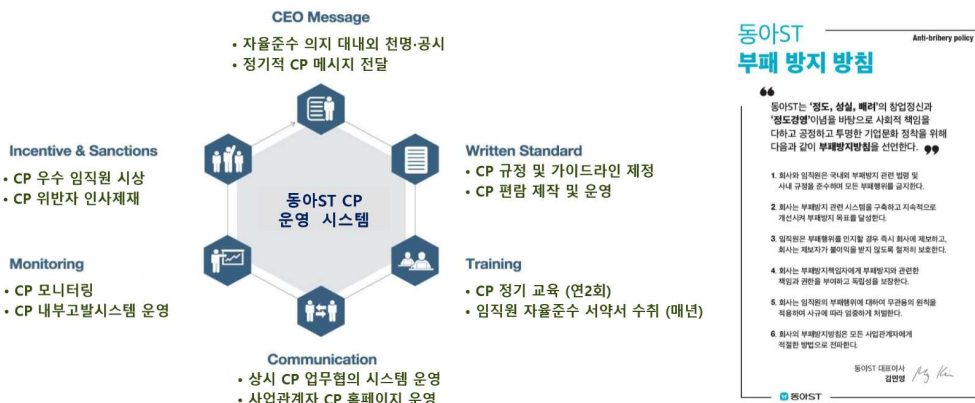 CEO Message
• 자율준수 의지 대내외 천명·공시
• 정기적 CP 메시지 전달
Incentive & Sanctions
• CP 우수 임직원 시상
• CP 위반자 인사제재
Written Standard
• CP 규정 및 가이드라인 제정
• CP 편람 제작 및 운영
동아ST CP
운영 시스템
Monitoring
• CP 모니터링
• CP 내부고발시스템 운영
Training
• CP 정기 교육 (연2회)
• 임직원 자율준수 서약서 수취 (매년)
Communication
• 상시 CP 업무협의 시스템 운영
• 사업관계자 CP 홈페이지 운영
동아ST
Anti-bribery policy
부패 방지 방침
동아ST는 '정도, 성실, 배려'의 창업정신과
'정도경영'이념을 바탕으로 사회적 책임을
다하고 공정하고 투명한 기업문화 정착을 위해
다음과 같이 부패방지방침을 선언한다.
1. 회사와 임직원은 국내외 부패방지 관련 법령 및
사내 규정을 준수하며 모든 부패행위를 금지한다.
2. 회사는 부패방지 관련 시스템을 구축하고 지속적으로
개선시켜 부패방지 목표를 달성한다.
3. 임직원은 부패행위를 인지할 경우 즉시 회사에 제보하고,
회사는 제보자가 불이익을 받지 않도록 철저히 보호한다.
4. 회사는 부패방지책임자에게 부패방지와 관련한
책임과 권한을 부여하고 독립성을 보장한다.
5. 회사는 임직원의 부패행위에 대하여 무관용의 원칙을
적용하여 사규에 따라 엄중하게 처벌한다.
6. 회사의 부패방지방침은 모든 사업관계자에게
적절한 방법으로 전파한다.
동아ST 대표이사
김민영
동아ST